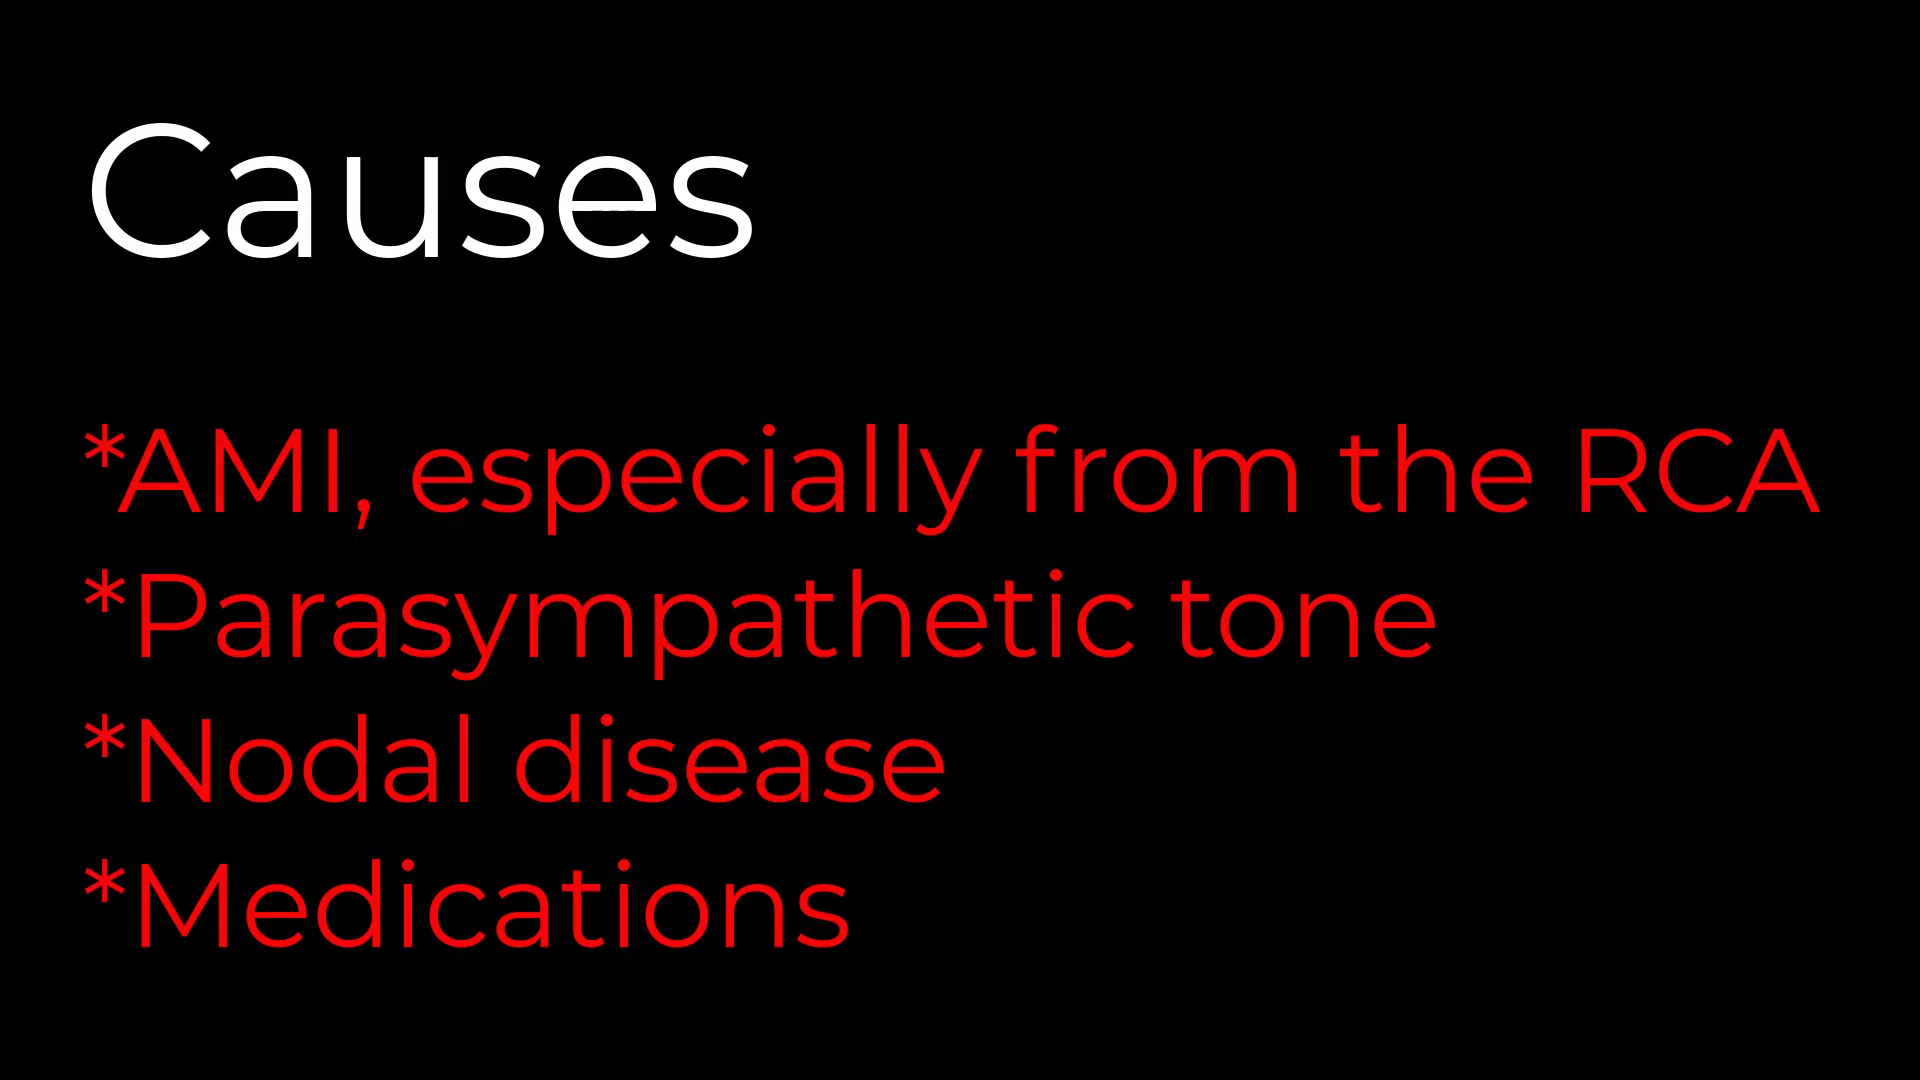 Causes
*AMI, especially from the RCA
*Parasympathetic tone
*Nodal disease
*Medications